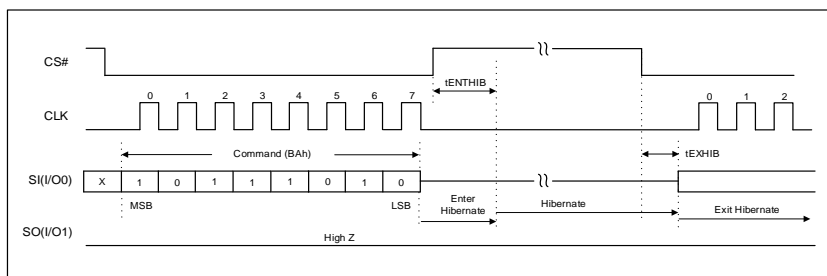 CS#
tENTHIB
0 1 2 3 4 5 6 7 0 1 2
CLK
Command (BAh)
tEXHIB
SI(I/O0)
X 1 0 1 1 1 0 1 0
MSB LSB Enter Hibernate Hibernate Exit Hibernate
SO(I/O1)
High Z